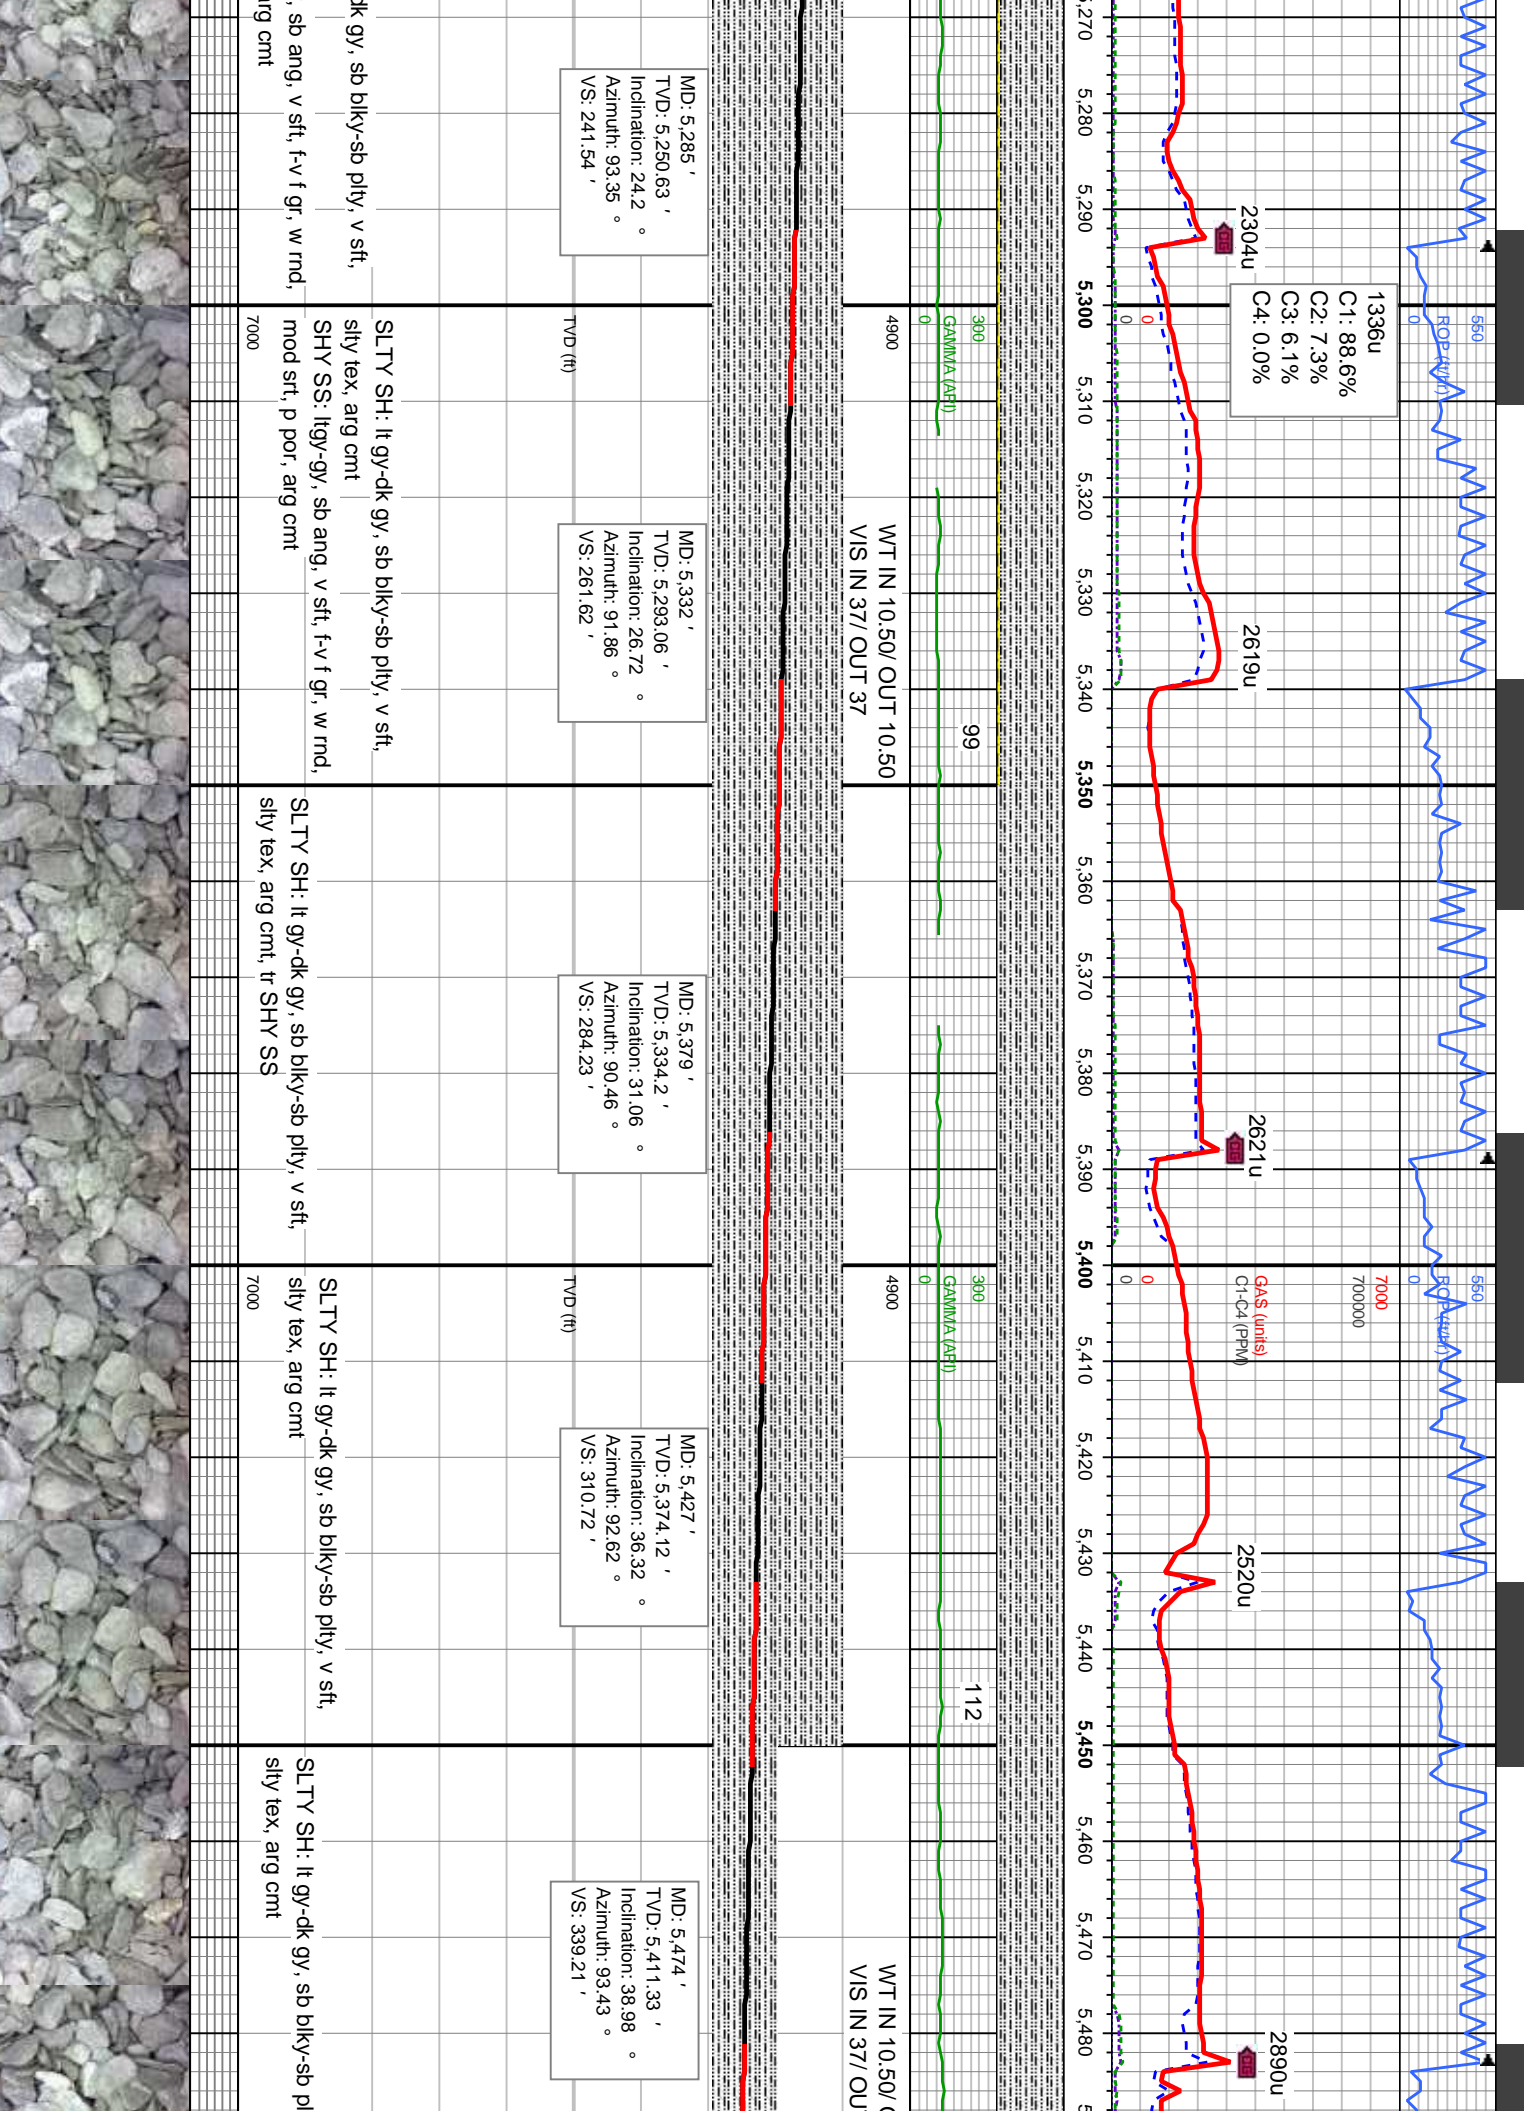 550
ROP (ft/hr)
0
550
ROP (ft/hr)
0
2304u
2619u
2621u
2520u
2890u
1336u
C1: 88.6%
C2: 7.3%
C3: 6.1%
C4: 0.0%
7000
700000
GAS (units)
C1-C4 (PPM)
0
0
0
0
5,270
5,280
5,290
5,300
5,310
5,320
5,330
5,340
5,350
5,360
5,370
5,380
5,390
5,400
5,410
5,420
5,430
5,440
5,450
5,460
5,470
5,480
300
GAMMA (API)
0
99
300
GAMMA (API)
0
112
4900
WT IN 10.50/ OUT 10.50
VIS IN 37/ OUT 37
4900
WT IN 10.50/
VIS IN 37/ OU
MD: 5,285 '
TVD: 5,250.63 '
Inclination: 24.2 °
Azimuth: 93.35 °
VS: 241.54 '
MD: 5,332 '
TVD: 5,293.06 '
Inclination: 26.72 °
Azimuth: 91.86 °
VS: 261.62 '
MD: 5,379 '
TVD: 5,334.2 '
Inclination: 31.06 °
Azimuth: 90.46 °
VS: 284.23 '
MD: 5,427 '
TVD: 5,374.12 '
Inclination: 36.32 °
Azimuth: 92.62 °
VS: 310.72 '
MD: 5,474 '
TVD: 5,411.33 '
Inclination: 38.98 °
Azimuth: 93.43 °
VS: 339.21 '
TVD (ft)
TVD (ft)
dk gy, sb blky-sb plty, v sft,
, sb ang, v sft, f-v f gr, w rnd,
rg cmt
SLTY SH: lt gy-dk gy, sb blky-sb plty, v sft,
slty tex, arg cmt
SHY SS: ltgy-gy, sb ang, v sft, f-v f gr, w rnd,
mod srt, p por, arg cmt
7000
SLTY SH: lt gy-dk gy, sb blky-sb plty, v sft,
slty tex, arg cmt, tr SHY SS
SLTY SH: lt gy-dk gy, sb blky-sb plty, v sft,
slty tex, arg cmt
7000
SLTY SH: lt gy-dk gy, sb blky-sb pl
slty tex, arg cmt